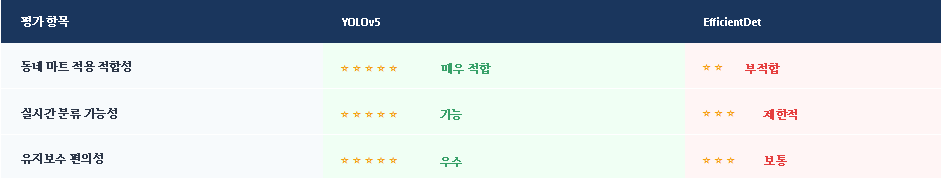 평가 항목 YOLOv5 EfficientDet
동네 마트 적용 적합성 ★★★★★ 매우 적합 ★★ 부적합
실시간 분류 가능성 ★★★★★ 가능 ★★★ 제한적
유지보수 편의성 ★★★★★ 우수 ★★★ 보통